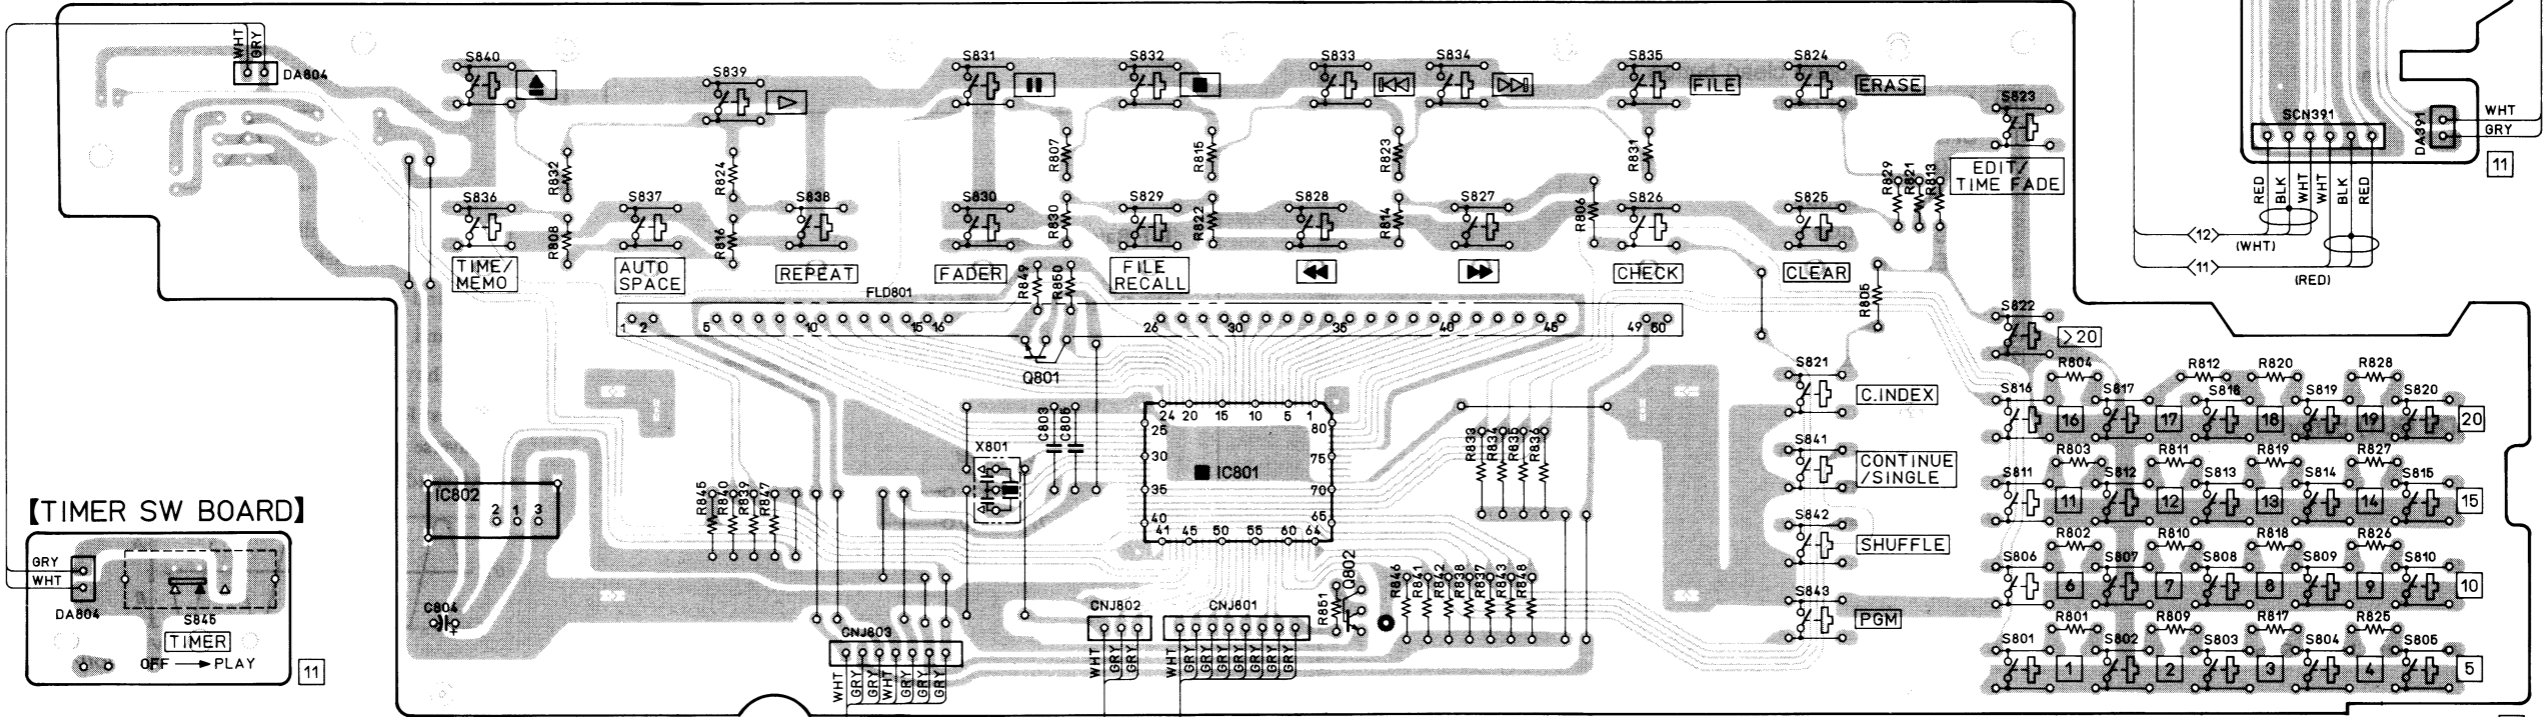 WHT
GRY
DA804
S840
S839
S831
S832
S833
S834
S835
FILE
S824
ERASE
S823
EDIT/
TIME FADE
SCN391
DA391
WHT
GRY
11
RED
BLK
WHT
WHT
BLK
RED
12
(WHT)
11
(RED)
R832
R824
R807
R815
R823
R831
R829
R821
R813
S836
S837
S838
S830
S829
S828
S827
S826
S825
R808
R816
R830
R822
R814
R806
TIME/
MEMO
AUTO
SPACE
REPEAT
FADER
FILE
RECALL
CHECK
CLEAR
R849
R850
R805
FLD801
1 2 5 10 15 16 26 30 35 40 45 49 50
Q801
S822
>20
S821
C.INDEX
R804
R812
R820
R828
S816
S817
S818
S819
S820
16
17
18
19
20
R803
R811
R819
R827
S811
S812
S813
S814
S815
11
12
13
14
15
R802
R810
R818
R826
S806
S807
S808
S809
S810
6
7
8
9
10
R801
R809
R817
R825
S801
S802
S803
S804
S805
1
2
3
4
5
S841
CONTINUE
/SINGLE
S842
SHUFFLE
S843
PGM
X801
C803
24 20 15 10 5 1
25
30
35
40
41 45 50 55 60 64
80
75
70
65
IC801
R833
R834
R835
R836
IC802
2 1 3
R845
R840
R839
R847
C804
+
Q802
R851
R846
R841
R842
R838
R837
R843
R848
CNJ803
WHT
GRY
GRY
WHT
GRY
GRY
GRY
CNJ802
WHT
GRY
GRY
CNJ801
WHT
GRY
GRY
GRY
GRY
GRY
GRY
GRY
【TIMER SW BOARD】
GRY
WHT
DA804
S845
TIMER
OFF → PLAY
11